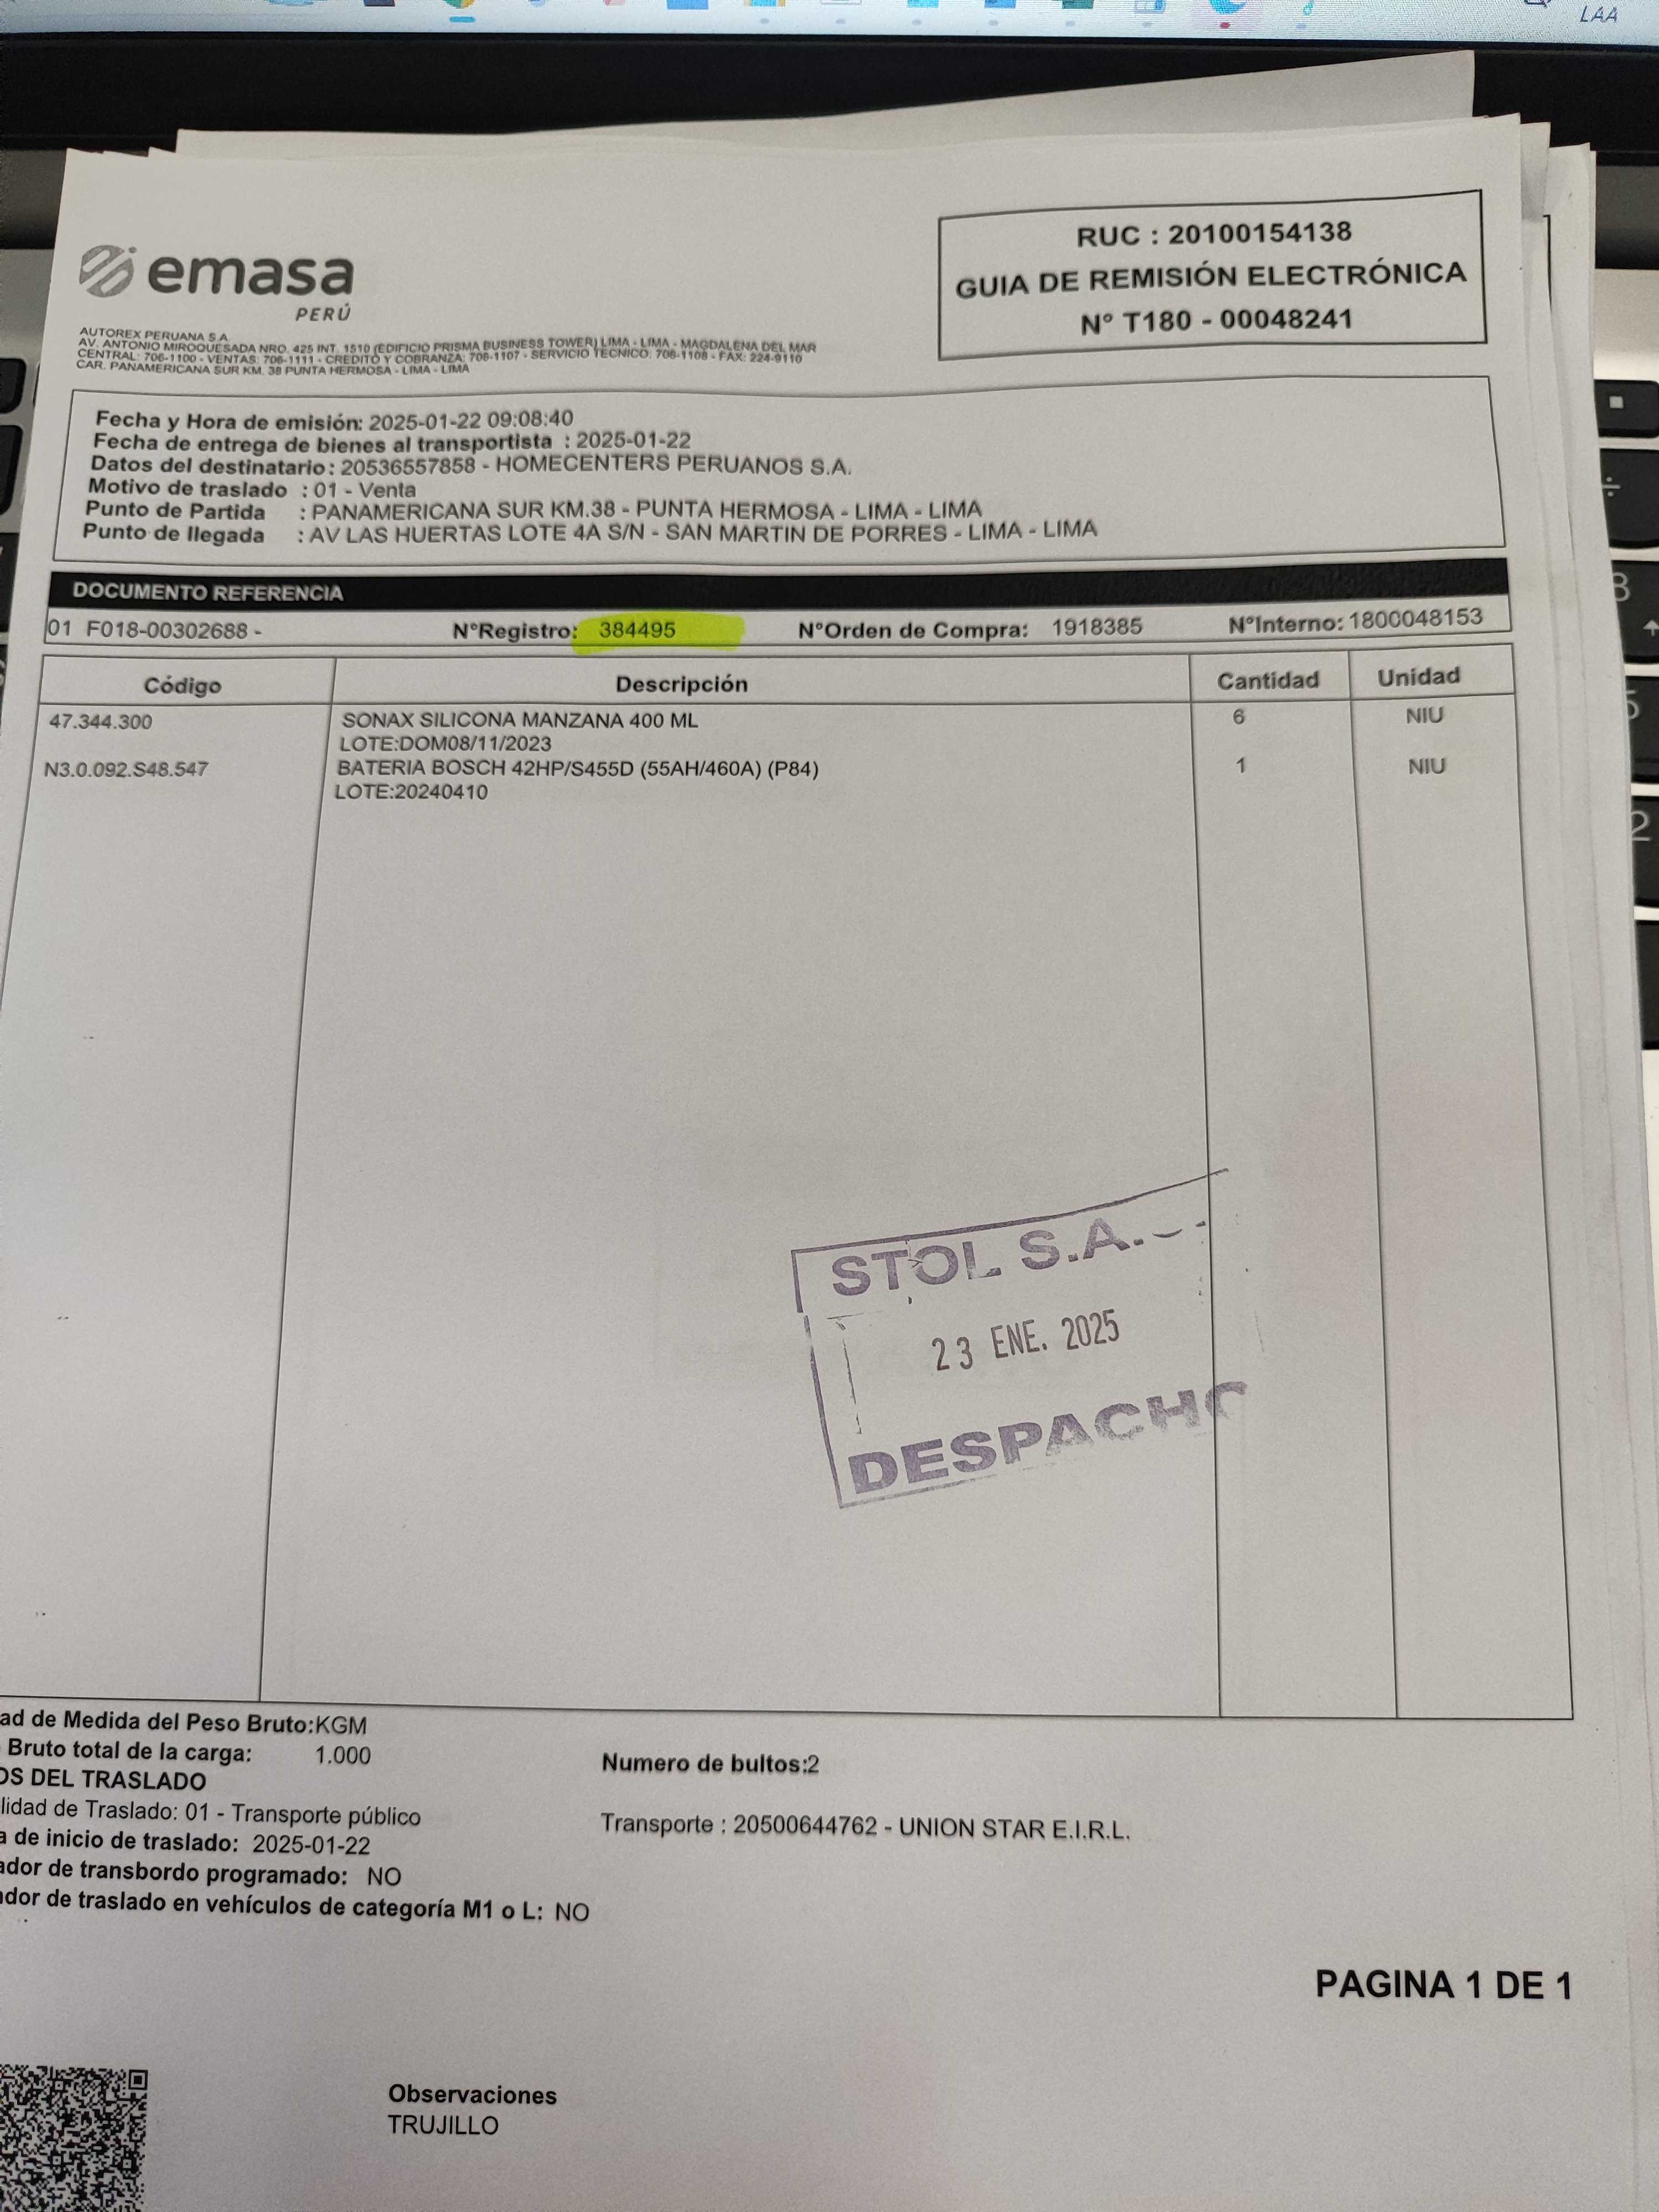 LAA
emasa
PERÚ
RUC : 20100154138
GUIA DE REMISIÓN ELECTRÓNICA
N° T180 - 00048241
AUTOREX PERUANA S.A.
AV. ANTONIO MIROQUESADA NRO. 425 INT. 1510 (EDIFICIO PRISMA BUSINESS TOWER) LIMA - LIMA - MAGDALENA DEL MAR
CENTRAL: 706-1100 - VENTAS: 706-1111 - CREDITO Y COBRANZA: 706-1107 - SERVICIO TECNICO: 706-1108 - FAX: 224-9110
CAR. PANAMERICANA SUR KM. 38 PUNTA HERMOSA - LIMA - LIMA
Fecha y Hora de emisión: 2025-01-22 09:08:40
Fecha de entrega de bienes al transportista : 2025-01-22
Datos del destinatario : 20536557858 - HOMECENTERS PERUANOS S.A.
Motivo de traslado : 01 - Venta
Punto de Partida : PANAMERICANA SUR KM.38 - PUNTA HERMOSA - LIMA - LIMA
Punto de llegada : AV LAS HUERTAS LOTE 4A S/N - SAN MARTIN DE PORRES - LIMA - LIMA
DOCUMENTO REFERENCIA
01 F018-00302688 - N°Registro: 384495 N°Orden de Compra: 1918385 N°Interno: 1800048153
Código Descripción Cantidad Unidad
47.344.300 SONAX SILICONA MANZANA 400 ML 6 NIU
LOTE:DOM08/11/2023
N3.0.092.S48.547 BATERIA BOSCH 42HP/S455D (55AH/460A) (P84) 1 NIU
LOTE:20240410
STOL S.A.
23 ENE. 2025
DESPACHO
ad de Medida del Peso Bruto:KGM
Bruto total de la carga: 1.000
Numero de bultos:2
OS DEL TRASLADO
lidad de Traslado: 01 - Transporte público
Transporte : 20500644762 - UNION STAR E.I.R.L.
a de inicio de traslado: 2025-01-22
ador de transbordo programado: NO
ador de traslado en vehículos de categoría M1 o L: NO
PAGINA 1 DE 1
Observaciones
TRUJILLO